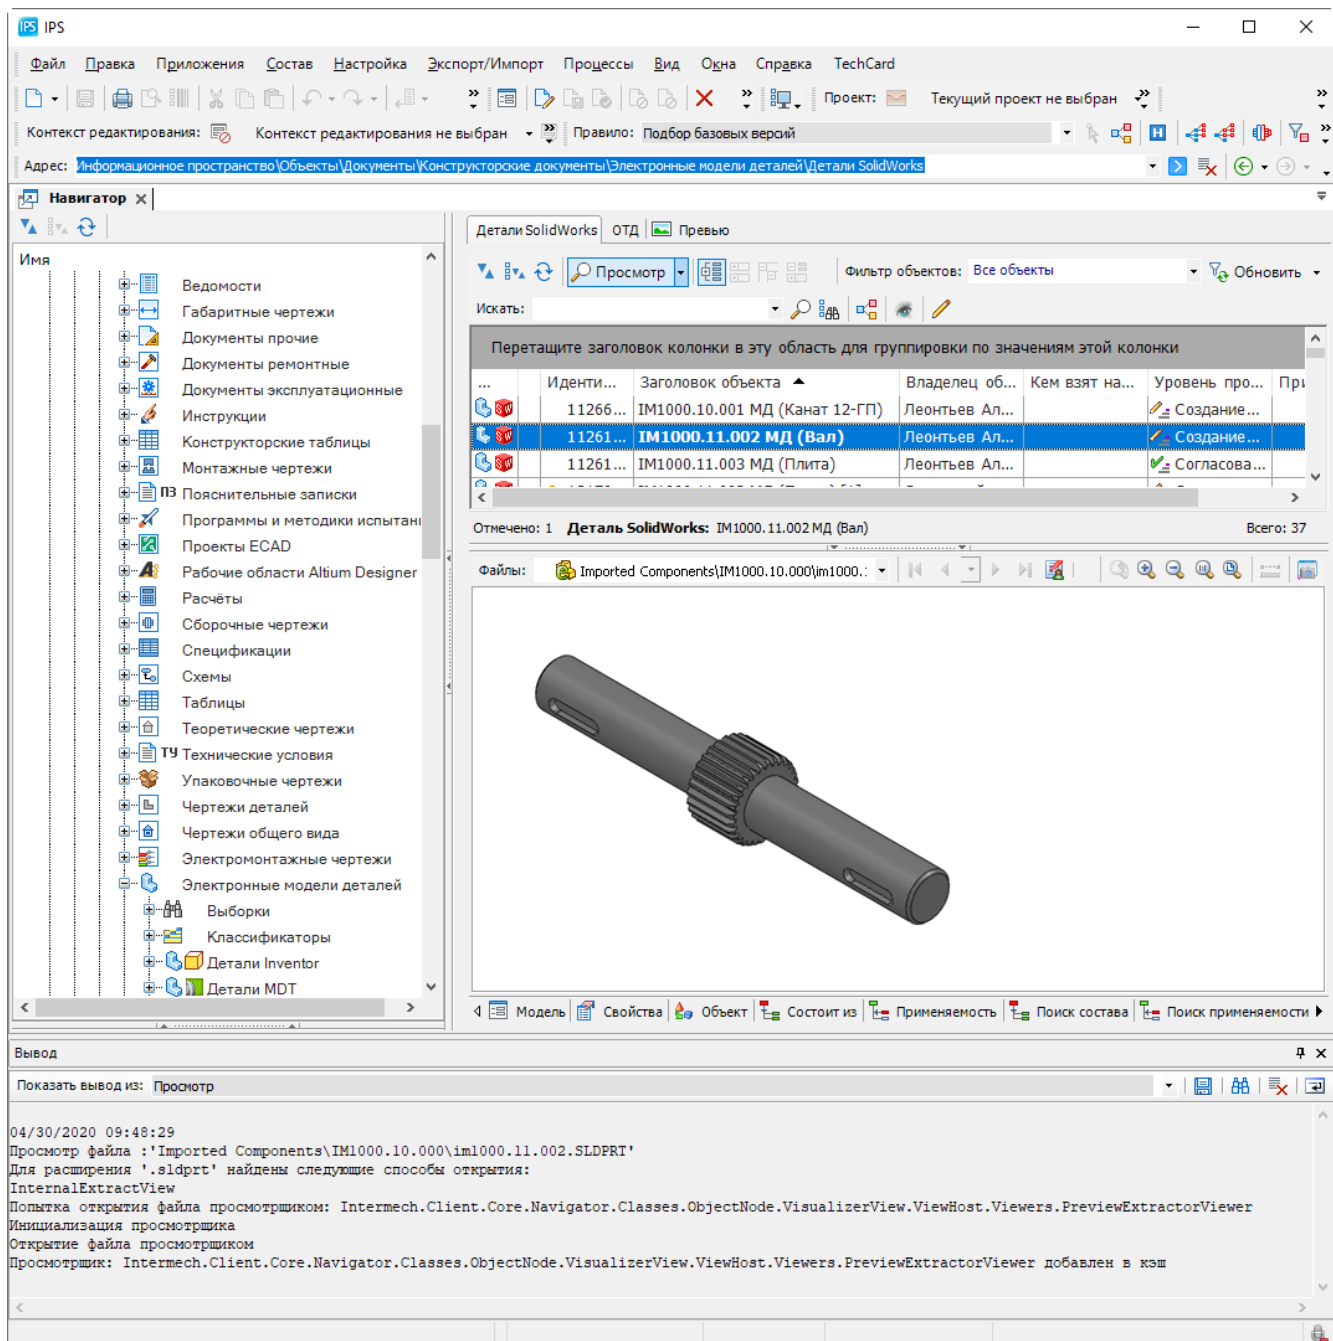 IPS
Файл Правка Приложения Состав Настройка Экспорт/Импорт Процессы Вид Окна Справка TechCard
Проект: Текущий проект не выбран
Контекст редактирования: Контекст редактирования не выбран Правило: Подбор базовых версий
Адрес: Информационное пространство\Объекты\Документы\Конструкторские документы\Электронные модели деталей\Детали SolidWorks
Навигатор
Имя
Ведомости
Габаритные чертежи
Документы прочие
Документы ремонтные
Документы эксплуатационные
Инструкции
Конструкторские таблицы
Монтажные чертежи
ПЗ Пояснительные записки
Программы и методики испытан
Проекты ECAD
Рабочие области Altium Designer
Расчёты
Сборочные чертежи
Спецификации
Схемы
Таблицы
Теоретические чертежи
ТУ Технические условия
Упаковочные чертежи
Чертежи деталей
Чертежи общего вида
Электромонтажные чертежи
Электронные модели деталей
Выборки
Классификаторы
Детали Inventor
Детали MDT
Детали SolidWorks ОТД Превью
Просмотр Фильтр объектов: Все объекты Обновить
Искать:
Перетащите заголовок колонки в эту область для группировки по значениям этой колонки
... Иденти... Заголовок объекта Владелец об... Кем взят на... Уровень про... При
11266... IM1000.10.001 МД (Канат 12-ГП) Леонтьев Ал... Создание...
11261... IM1000.11.002 МД (Вал) Леонтьев Ал... Создание...
11261... IM1000.11.003 МД (Плита) Леонтьев Ал... Согласова...
Отмечено: 1 Деталь SolidWorks: IM1000.11.002 МД (Вал) Всего: 37
Файлы: Imported Components\IM1000.10.000\im1000.:
Модель Свойства Объект Состоит из Применяемость Поиск состава Поиск применяемости
Вывод
Показать вывод из: Просмотр
04/30/2020 09:48:29
Просмотр файла :'Imported Components\IM1000.10.000\im1000.11.002.SLDPRT'
Для расширения '.sldprt' найдены следующие способы открытия:
InternalExtractView
Попытка открытия файла просмотрщиком: Intermech.Client.Core.Navigator.Classes.ObjectNode.VisualizerView.ViewHost.Viewers.PreviewExtractorViewer
Инициализация просмотрщика
Открытие файла просмотрщиком
Просмотрщик: Intermech.Client.Core.Navigator.Classes.ObjectNode.VisualizerView.ViewHost.Viewers.PreviewExtractorViewer добавлен в кэш